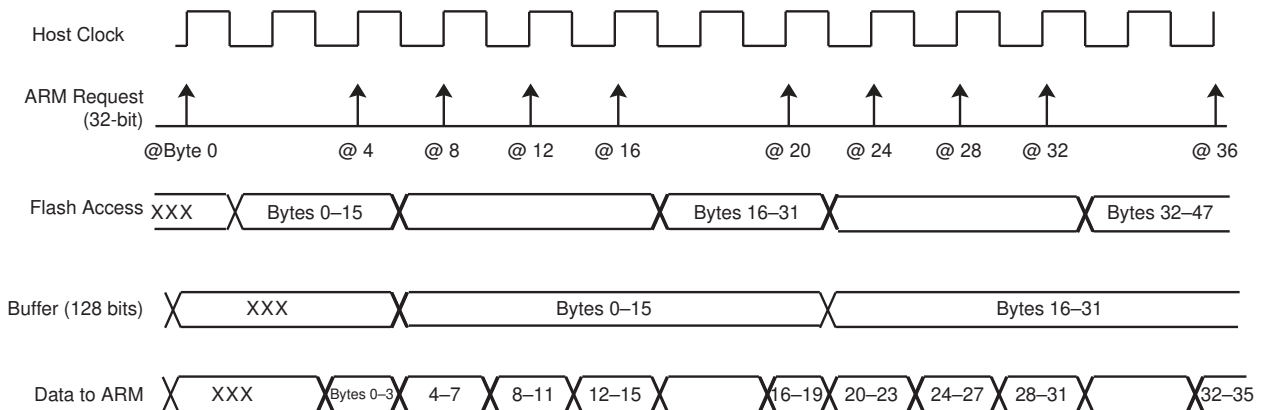 Host Clock
ARM Request
(32-bit)
@Byte 0 @ 4 @ 8 @ 12 @ 16 @ 20 @ 24 @ 28 @ 32 @ 36
Flash Access XXX Bytes 0–15 Bytes 16–31 Bytes 32–47
Buffer (128 bits) XXX Bytes 0–15 Bytes 16–31
Data to ARM XXX Bytes 0–3 4–7 8–11 12–15 16–19 20–23 24–27 28–31 32–35